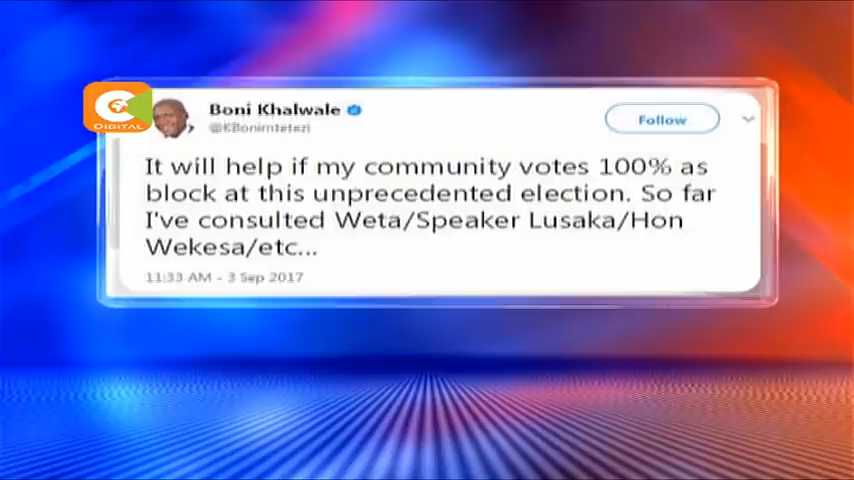 DIGITAL
Boni Khalwale
@KBonimtetezi
Follow
It will help if my community votes 100% as
block at this unprecedented election. So far
I've consulted Weta/Speaker Lusaka/Hon
Wekesa/etc...
11:33 AM - 3 Sep 2017